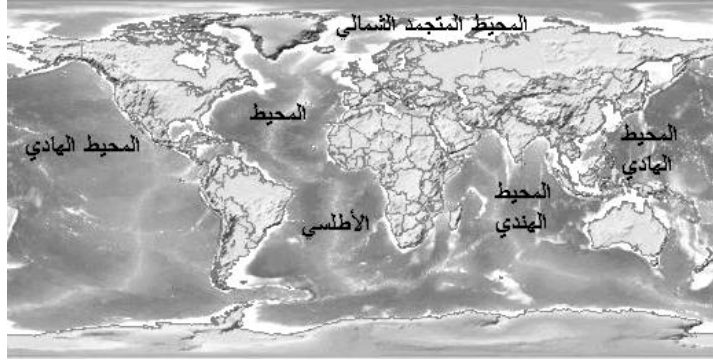 المحيط المتجمد الشمالي
المحيط
الأطلسي
المحيط الهادي
المحيط
الهادي
المحيط
الهندي